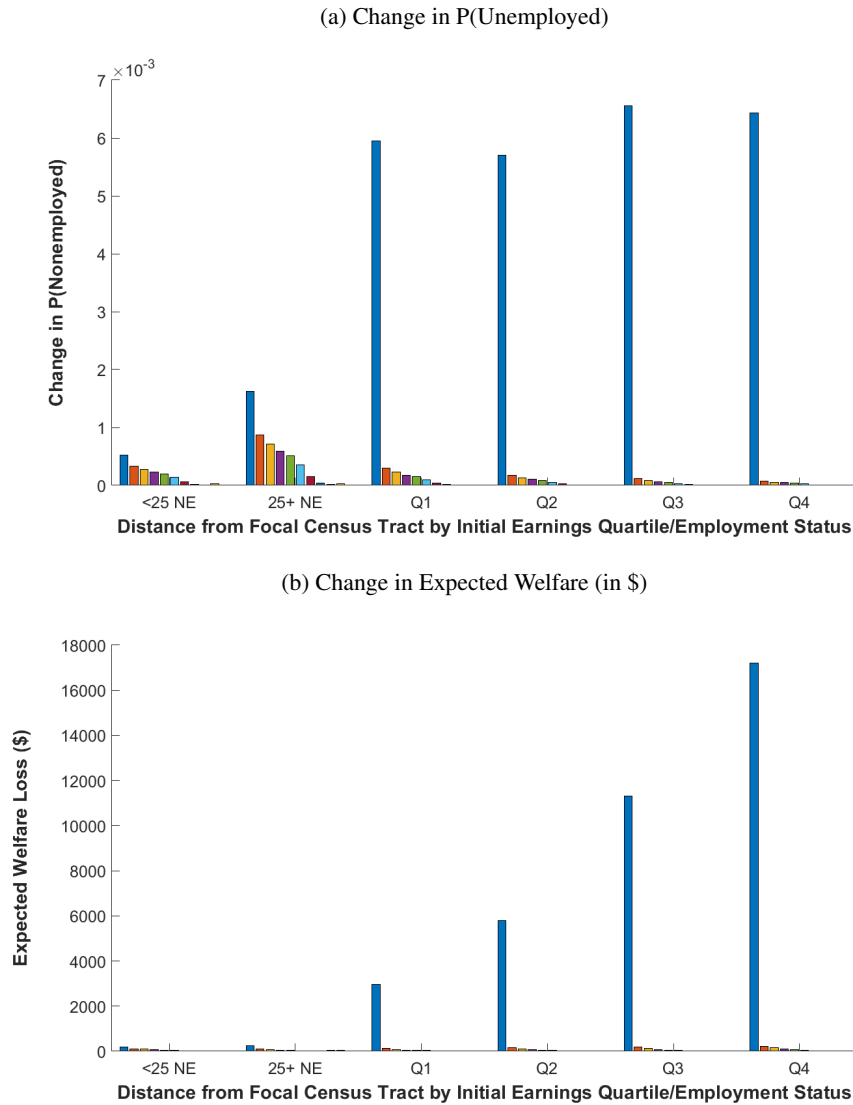 (a) Change in P(Unemployed)
×10⁻³
7
6
5
4
3
2
1
0
Change in P(Nonemployed)
<25 NE 25+ NE Q1 Q2 Q3 Q4
Distance from Focal Census Tract by Initial Earnings Quartile/Employment Status
(b) Change in Expected Welfare (in $)
18000
16000
14000
12000
10000
8000
6000
4000
2000
0
Expected Welfare Loss ($)
<25 NE 25+ NE Q1 Q2 Q3 Q4
Distance from Focal Census Tract by Initial Earnings Quartile/Employment Status